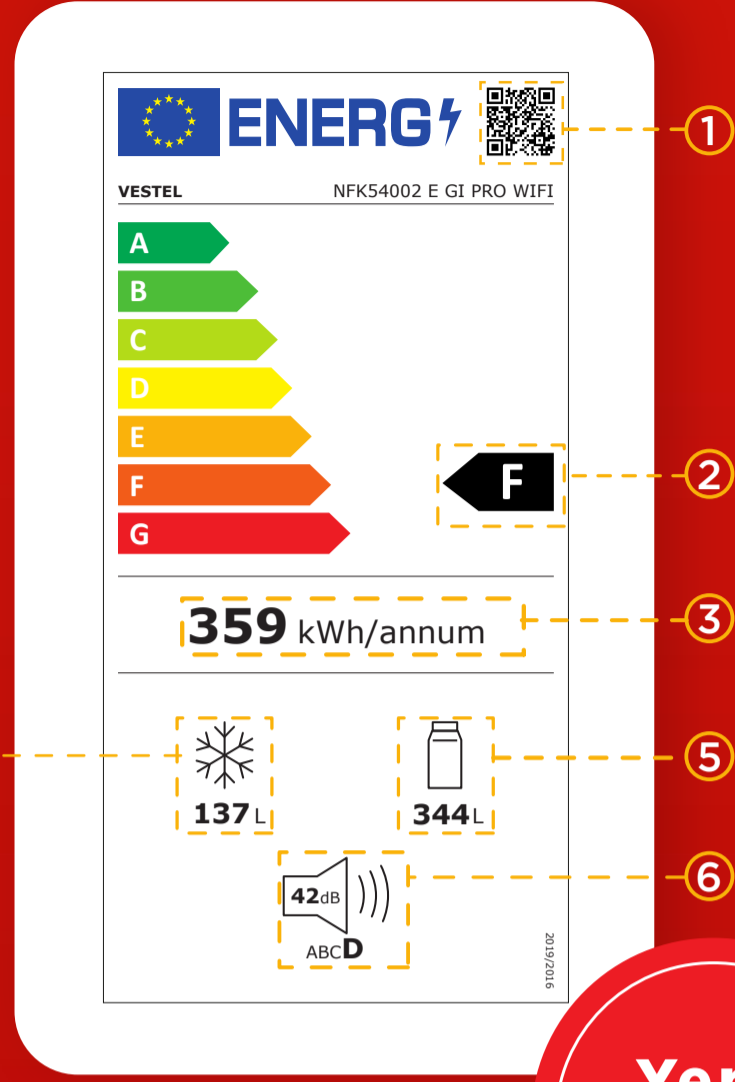 ENERG
1
VESTEL NFK54002 E GI PRO WIFI
A
B
C
D
E
F
G
F
2
359 kWh/annum
3
137 L
344 L
5
42dB
ABCD
6
2019/2016